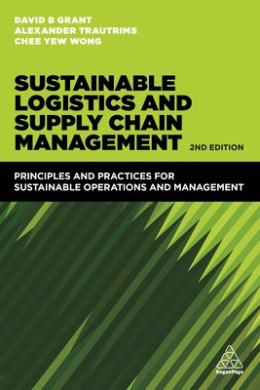 DAVID B GRANT
ALEXANDER TRAUTRIMS
CHEE YEW WONG
SUSTAINABLE
LOGISTICS AND
SUPPLY CHAIN
MANAGEMENT 2ND EDITION
PRINCIPLES AND PRACTICES FOR
SUSTAINABLE OPERATIONS AND MANAGEMENT
KoganPage